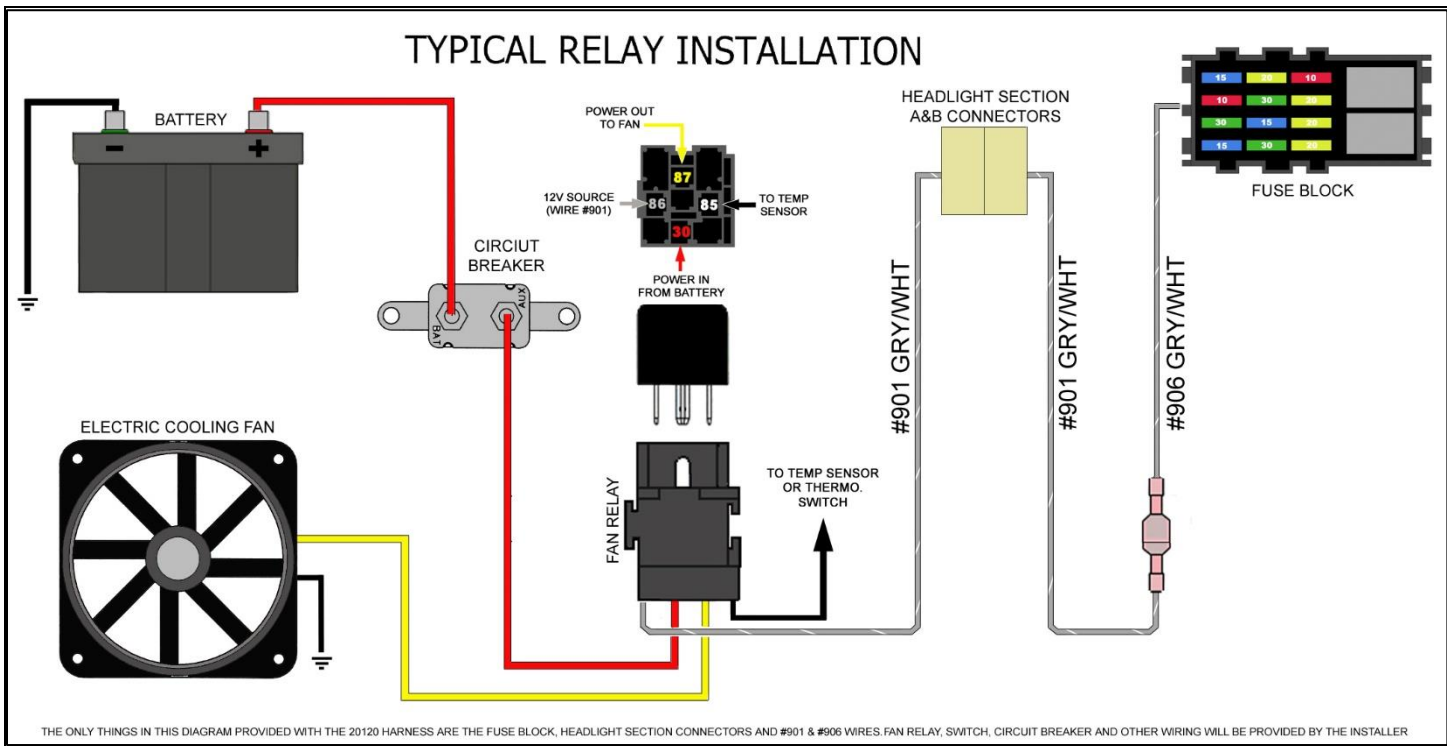 TYPICAL RELAY INSTALLATION
BATTERY
-
+
CIRCIUT
BREAKER
BAT
AUX
POWER OUT
TO FAN
87
12V SOURCE
(WIRE #901)
86
85
TO TEMP
SENSOR
30
POWER IN
FROM BATTERY
HEADLIGHT SECTION
A&B CONNECTORS
15 20 10
10 30 20
30 15 20
15 30 20
FUSE BLOCK
#901 GRY/WHT
#901 GRY/WHT
#906 GRY/WHT
ELECTRIC COOLING FAN
FAN RELAY
TO TEMP SENSOR
OR THERMO.
SWITCH
THE ONLY THINGS IN THIS DIAGRAM PROVIDED WITH THE 20120 HARNESS ARE THE FUSE BLOCK, HEADLIGHT SECTION CONNECTORS AND #901 & #906 WIRES. FAN RELAY, SWITCH, CIRCUIT BREAKER AND OTHER WIRING WILL BE PROVIDED BY THE INSTALLER